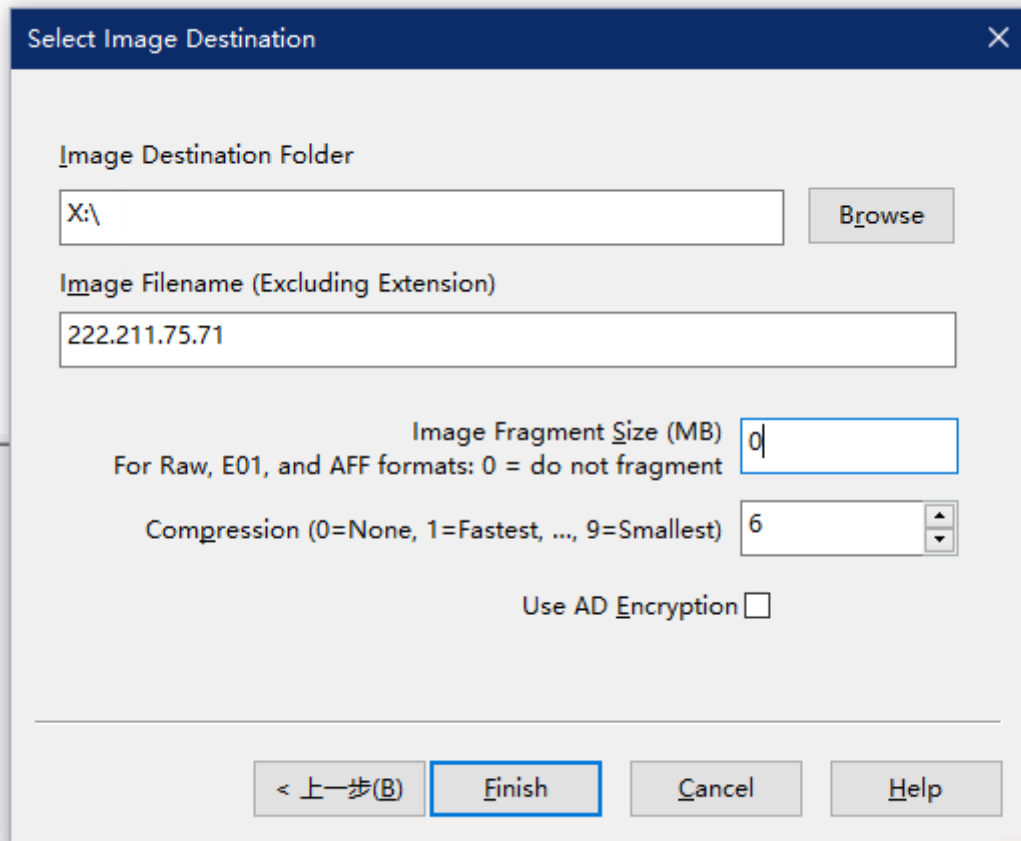 Select Image Destination
Image Destination Folder
X:\
Browse
Image Filename (Excluding Extension)
222.211.75.71
Image Fragment Size (MB)
For Raw, E01, and AFF formats: 0 = do not fragment
0
Compression (0=None, 1=Fastest, ..., 9=Smallest)
6
Use AD Encryption
< 上一步(B)
Finish
Cancel
Help